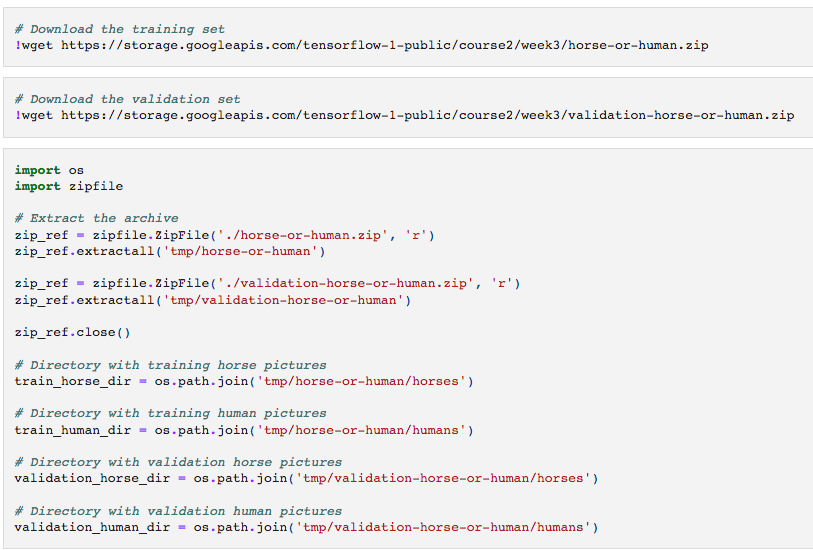 # Download the training set
!wget https://storage.googleapis.com/tensorflow-1-public/course2/week3/horse-or-human.zip
# Download the validation set
!wget https://storage.googleapis.com/tensorflow-1-public/course2/week3/validation-horse-or-human.zip
import os
import zipfile
# Extract the archive
zip_ref = zipfile.ZipFile('./horse-or-human.zip', 'r')
zip_ref.extractall('tmp/horse-or-human')
zip_ref = zipfile.ZipFile('./validation-horse-or-human.zip', 'r')
zip_ref.extractall('tmp/validation-horse-or-human')
zip_ref.close()
# Directory with training horse pictures
train_horse_dir = os.path.join('tmp/horse-or-human/horses')
# Directory with training human pictures
train_human_dir = os.path.join('tmp/horse-or-human/humans')
# Directory with validation horse pictures
validation_horse_dir = os.path.join('tmp/validation-horse-or-human/horses')
# Directory with validation human pictures
validation_human_dir = os.path.join('tmp/validation-horse-or-human/humans')